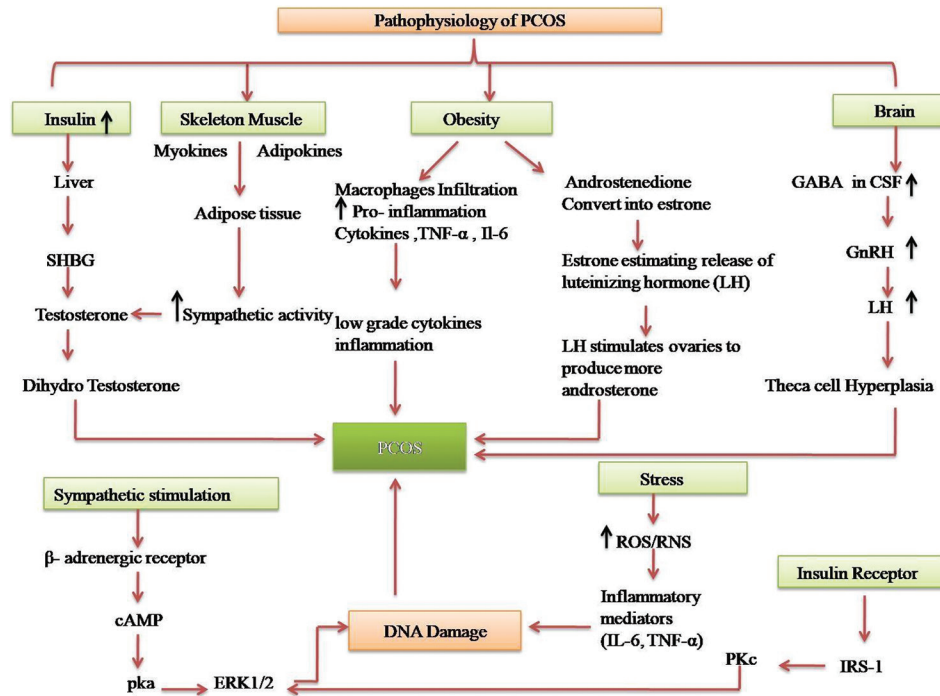 Pathophysiology of PCOS
Insulin
Liver
SHBG
Testosterone
Dihydro Testosterone
Skeleton Muscle
Myokines Adipokines
Adipose tissue
Sympathetic activity
Obesity
Macrophages Infiltration
Pro- inflammation
Cytokines ,TNF-α , Il-6
low grade cytokines
inflammation
Androstenedione
Convert into estrone
Estrone estimating release of
luteinizing hormone (LH)
LH stimulates ovaries to
produce more
androsterone
Brain
GABA in CSF
GnRH
LH
Theca cell Hyperplasia
PCOS
Sympathetic stimulation
β- adrenergic receptor
cAMP
pka
ERK1/2
DNA Damage
Stress
ROS/RNS
Inflammatory
mediators
(IL-6, TNF-α)
Insulin Receptor
IRS-1
PKc